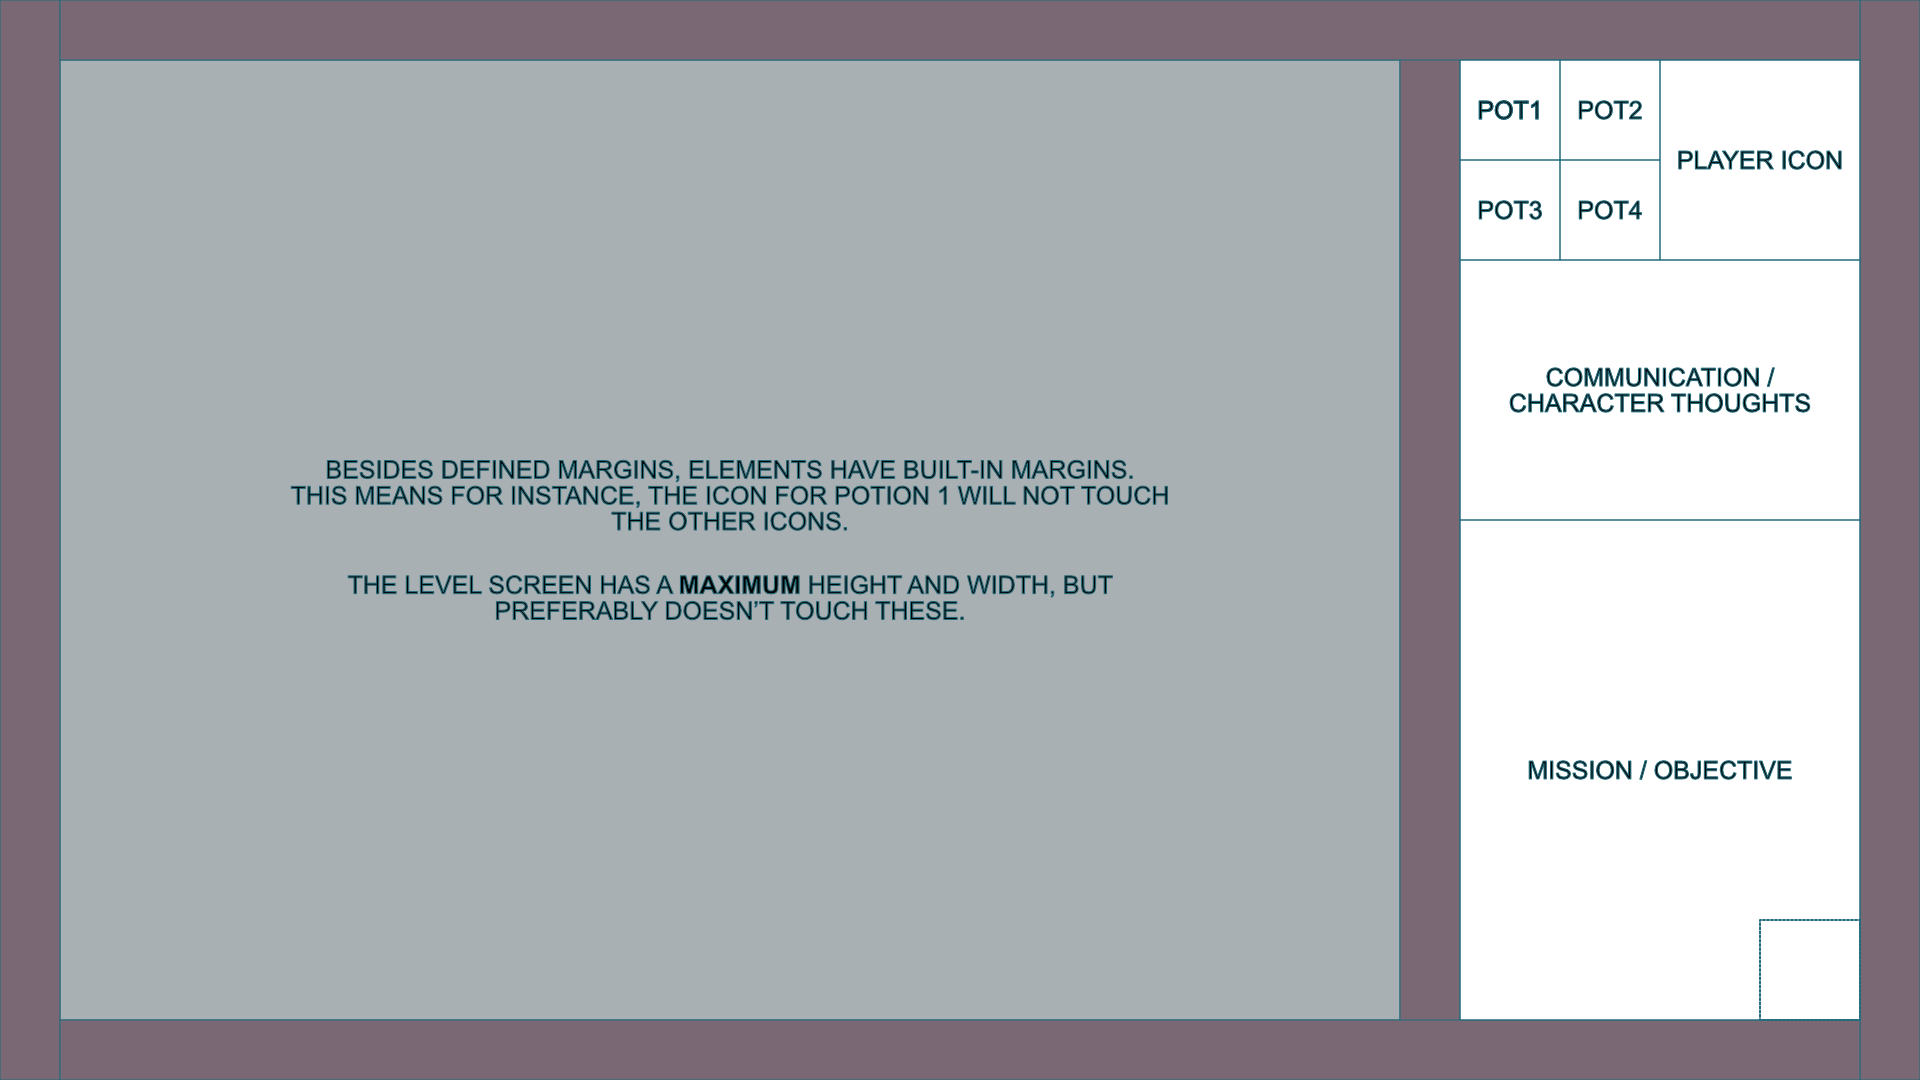 POT1
POT2
PLAYER ICON
POT3
POT4
COMMUNICATION /
CHARACTER THOUGHTS
BESIDES DEFINED MARGINS, ELEMENTS HAVE BUILT-IN MARGINS.
THIS MEANS FOR INSTANCE, THE ICON FOR POTION 1 WILL NOT TOUCH
THE OTHER ICONS.
THE LEVEL SCREEN HAS A MAXIMUM HEIGHT AND WIDTH, BUT
PREFERABLY DOESN'T TOUCH THESE.
MISSION / OBJECTIVE